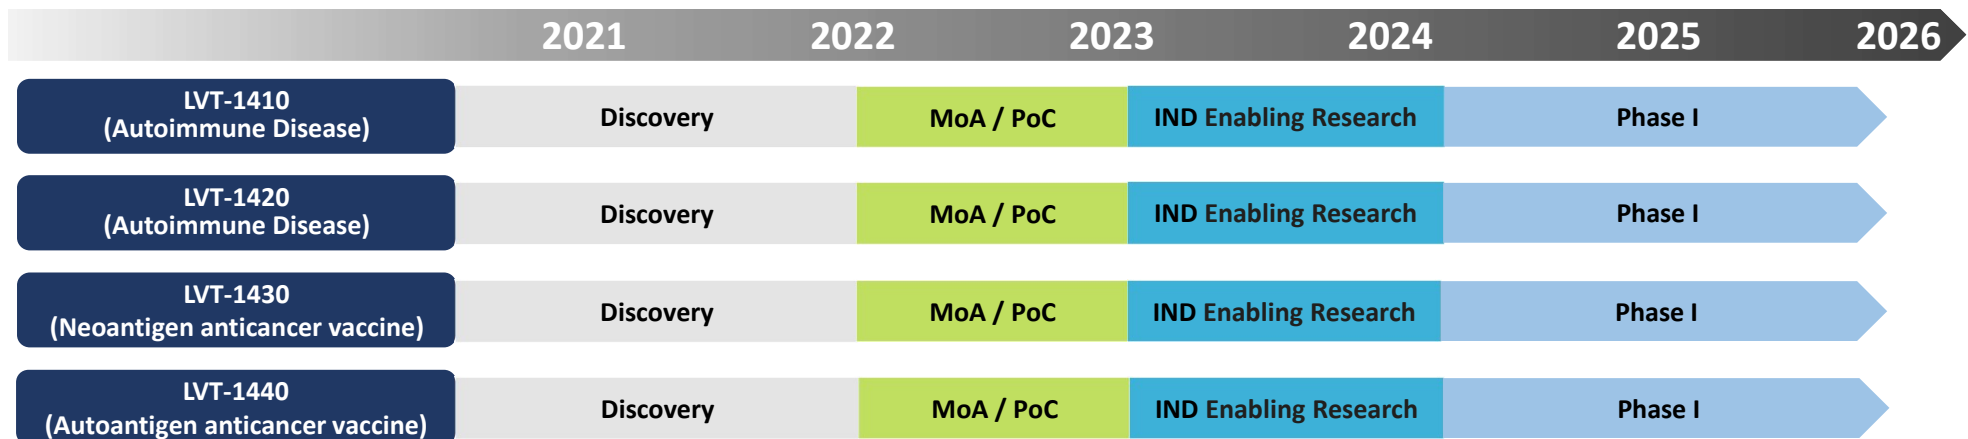 2021 2022 2023 2024 2025 2026
LVT-1410
(Autoimmune Disease)
Discovery MoA / PoC IND Enabling Research Phase I
LVT-1420
(Autoimmune Disease)
Discovery MoA / PoC IND Enabling Research Phase I
LVT-1430
(Neoantigen anticancer vaccine)
Discovery MoA / PoC IND Enabling Research Phase I
LVT-1440
(Autoantigen anticancer vaccine)
Discovery MoA / PoC IND Enabling Research Phase I